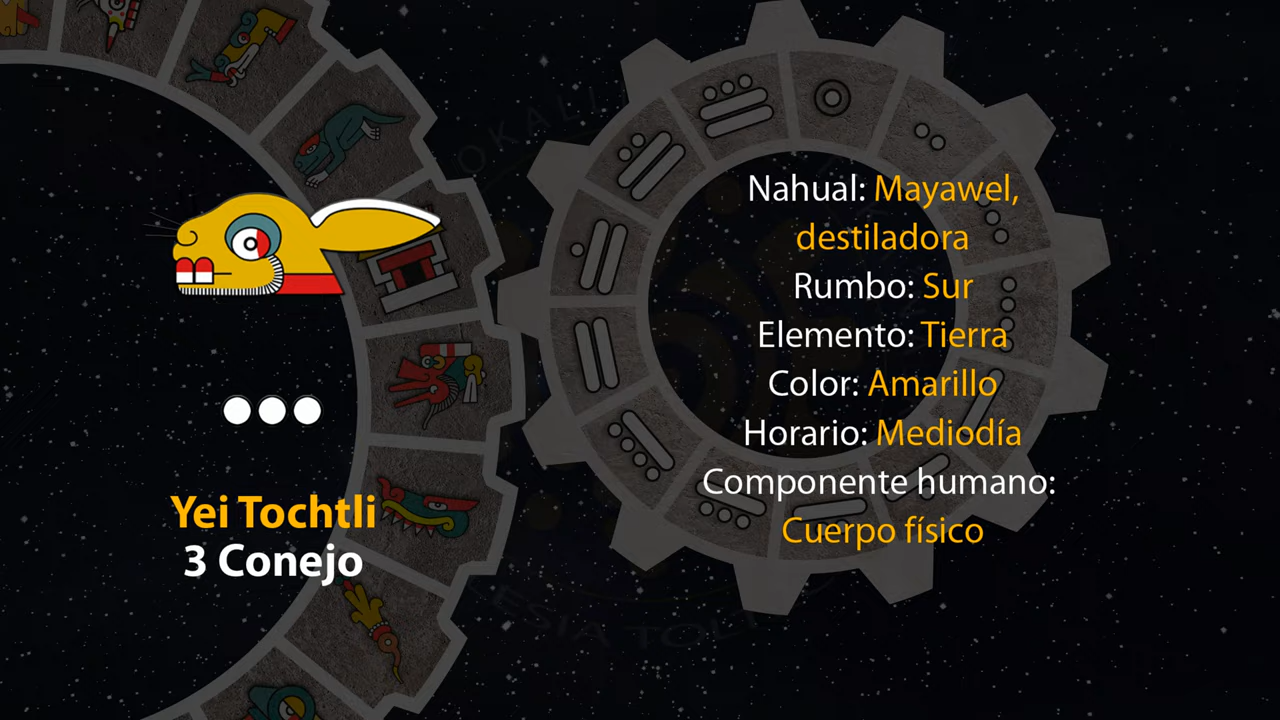 Yei Tochtli
3 Conejo
Nahual: Mayawel,
destiladora
Rumbo: Sur
Elemento: Tierra
Color: Amarillo
Horario: Mediodía
Componente humano:
Cuerpo físico